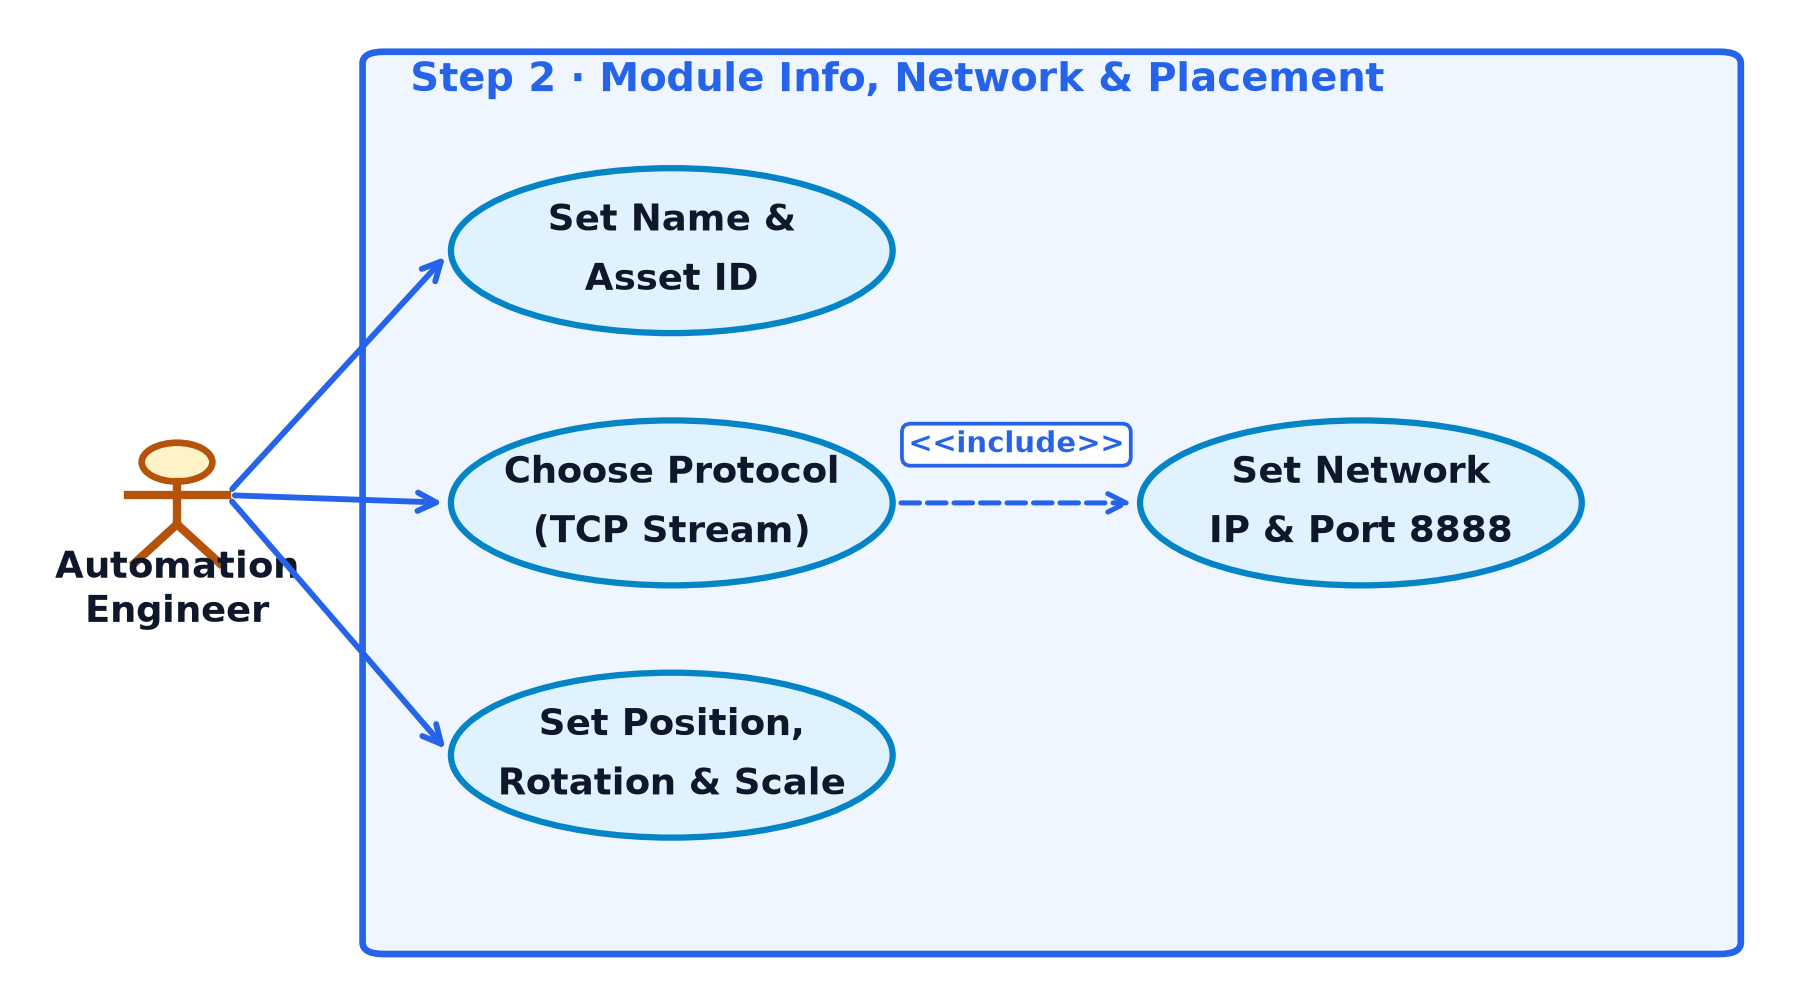 Step 2 · Module Info, Network & Placement
Set Name &
Asset ID
Choose Protocol
(TCP Stream)
<<include>>
Set Network
IP & Port 8888
Automation
Engineer
Set Position,
Rotation & Scale